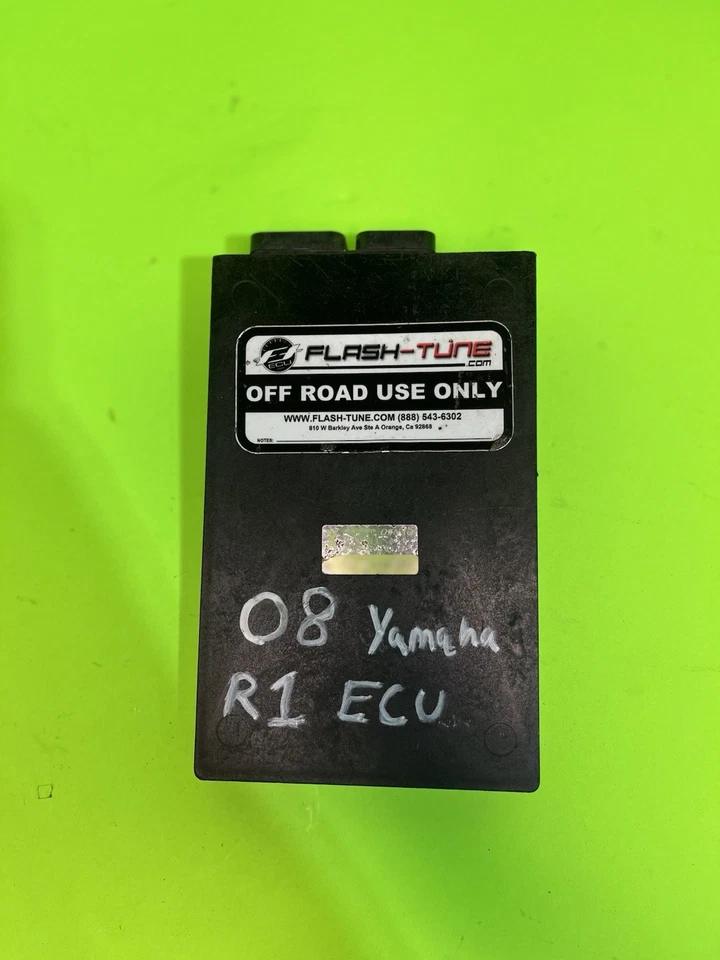 ECU
FLASH-TUNE
.COM
OFF ROAD USE ONLY
WWW.FLASH-TUNE.COM (888) 543-6302
810 W Barkley Ave Ste A Orange, Ca 92868
NOTES:
08 Yamaha
R1 ECU